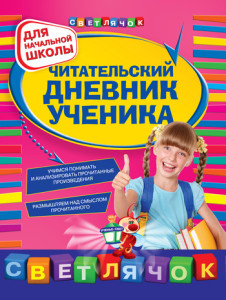 СВЕТЛЯЧОК
ДЛЯ
НАЧАЛЬНОЙ
ШКОЛЫ
ЧИТАТЕЛЬСКИЙ
ДНЕВНИК
УЧЕНИКА
УЧИМСЯ ПОНИМАТЬ
И АНАЛИЗИРОВАТЬ ПРОЧИТАННЫЕ
ПРОИЗВЕДЕНИЯ
РАЗМЫШЛЯЕМ НАД СМЫСЛОМ
ПРОЧИТАННОГО
СВЕТЛЯЧОК